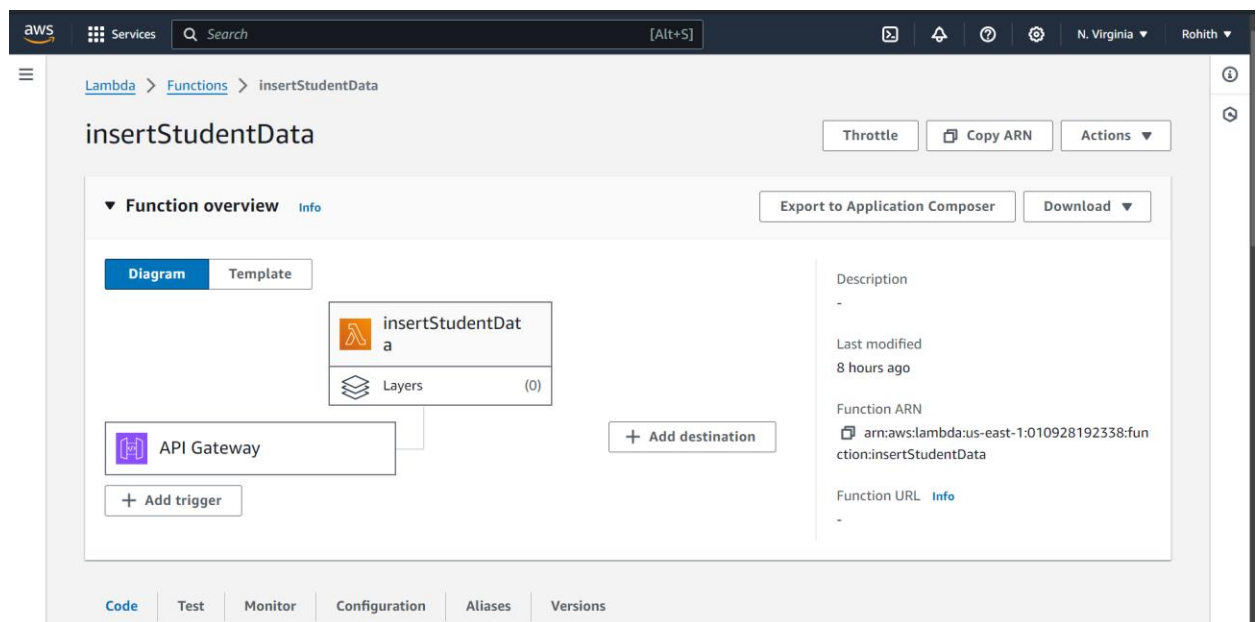 aws Services Search [Alt+S] N. Virginia Rohith
Lambda > Functions > insertStudentData
insertStudentData
Throttle Copy ARN Actions
Function overview Info
Export to Application Composer Download
Diagram Template
insertStudentDat
a
Layers (0)
API Gateway
+ Add trigger
+ Add destination
Description
-
Last modified
8 hours ago
Function ARN
arn:aws:lambda:us-east-1:010928192338:fun
ction:insertStudentData
Function URL Info
-
Code Test Monitor Configuration Aliases Versions